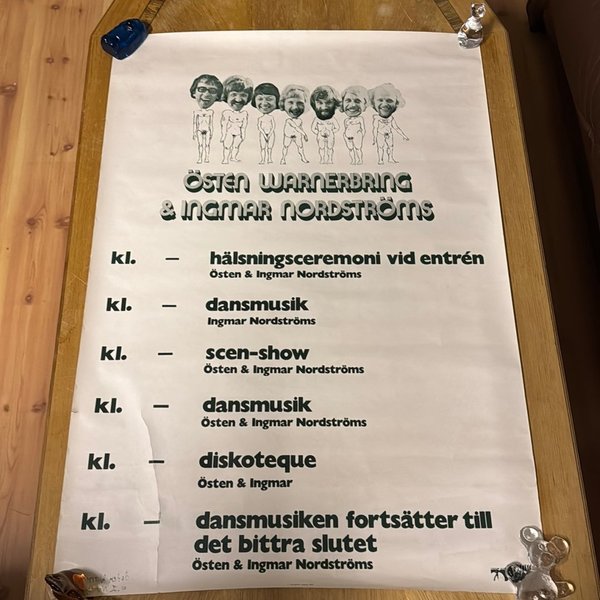 ÖSTEN WARNERBRING
& INGMAR NORDSTRÖMS
kl. – hälsningsceremoni vid entrén
Östen & Ingmar Nordströms
kl. – dansmusik
Ingmar Nordströms
kl. – scen-show
Östen & Ingmar Nordströms
kl. – dansmusik
Östen & Ingmar Nordströms
kl. – diskoteque
Östen & Ingmar
kl. – dansmusiken fortsätter till
det bittra slutet
Östen & Ingmar Nordströms